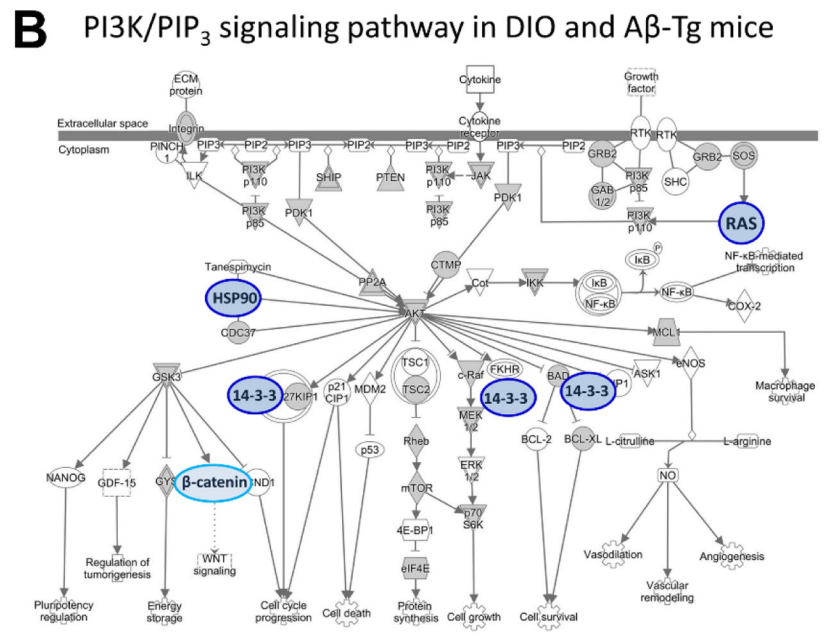 B PI3K/PIP3 signaling pathway in DIO and Aβ-Tg mice
ECM
protein
Cytokine
Growth
factor
Extracellular space
Integrin
Cytokine
receptor
RTK RTK
Cytoplasm
PINCH
1
PIP3 PIP2 PIP3 PIP2 PIP3 PIP2 PIP3 PIP2
GRB2 GRB2 SOS
ILK
PI3K
p110
SHIP
PTEN
PI3K
p110
JAK
PI3K
p85
SHC
GAB
1/2
PDK1
PDK1
PI3K
p85
PI3K
p85
PI3K
p110
RAS
Tanespimycin
HSP90
CDC37
PP2A
CTMP
AKT
Cot
IKK
IκB
NF-κB
IκB
P
NF-κB
NF-κB-mediated
transcription
COX-2
MCL1
Macrophage
survival
GSK3
14-3-3
27KIP1
p21
CIP1
MDM2
p53
TSC1
TSC2
c-Raf
FKHR
14-3-3
BAD
14-3-3
IP1
ASK1
eNOS
MEK
1/2
Rheb
ERK
1/2
BCL-2
BCL-XL
L-citrulline
L-arginine
NANOG
GDF-15
GYS
β-catenin
CND1
mTOR
p70
S6K
NO
4E-BP1
eIF4E
Regulation of
tumorigenesis
WNT
signaling
Vasodilation
Angiogenesis
Vascular
remodeling
Pluripotency
regulation
Energy
storage
Cell cycle
progression
Cell death
Protein
synthesis
Cell growth
Cell survival